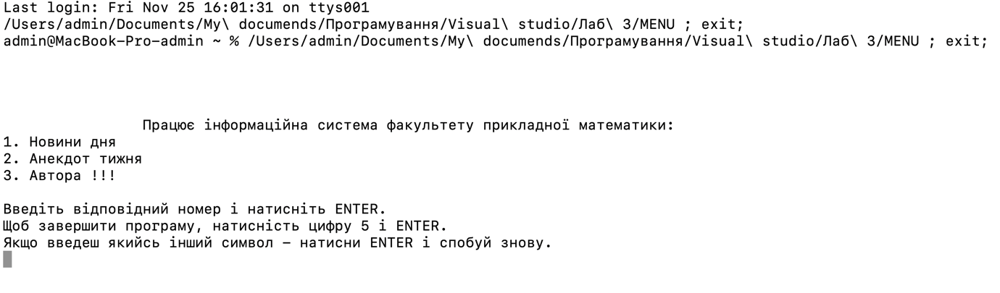 Last login: Fri Nov 25 16:01:31 on ttys001
/Users/admin/Documents/My\ documends/Програмування/Visual\ studio/Лаб\ 3/MENU ; exit;
admin@MacBook-Pro-admin ~ % /Users/admin/Documents/My\ documends/Програмування/Visual\ studio/Лаб\ 3/MENU ; exit;
Працює інформаційна система факультету прикладної математики:
1. Новини дня
2. Анекдот тижня
3. Автора !!!
Введіть відповідний номер і натисніть ENTER.
Щоб завершити програму, натисність цифру 5 і ENTER.
Якщо введеш якийсь інший символ – натисни ENTER і спобуй знову.